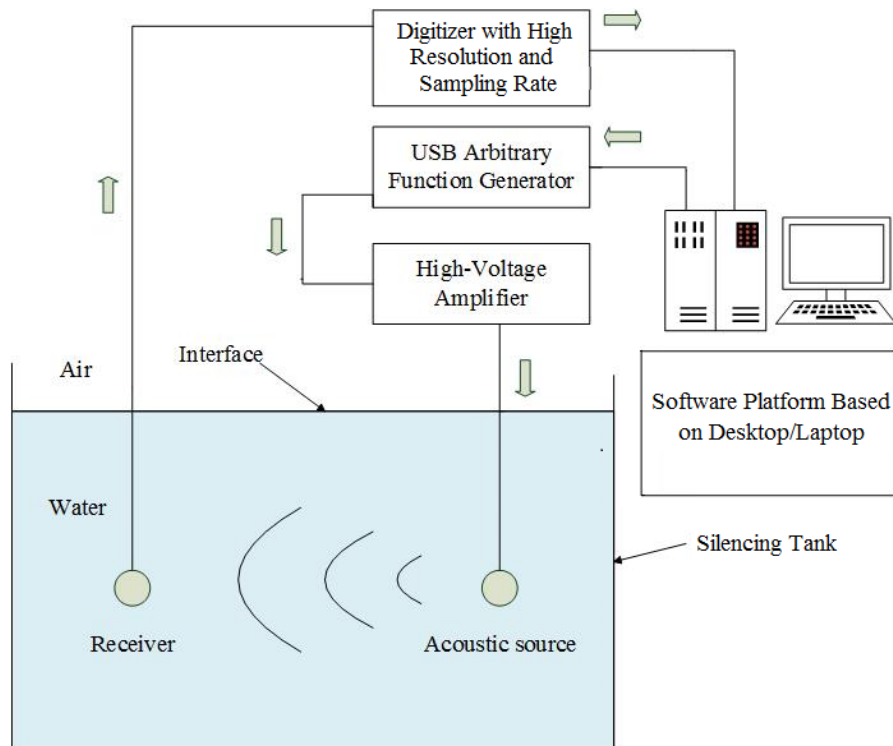 Digitizer with High
Resolution and
Sampling Rate
USB Arbitrary
Function Generator
High-Voltage
Amplifier
Interface
Air
Software Platform Based
on Desktop/Laptop
Water
Silencing Tank
Receiver
Acoustic source